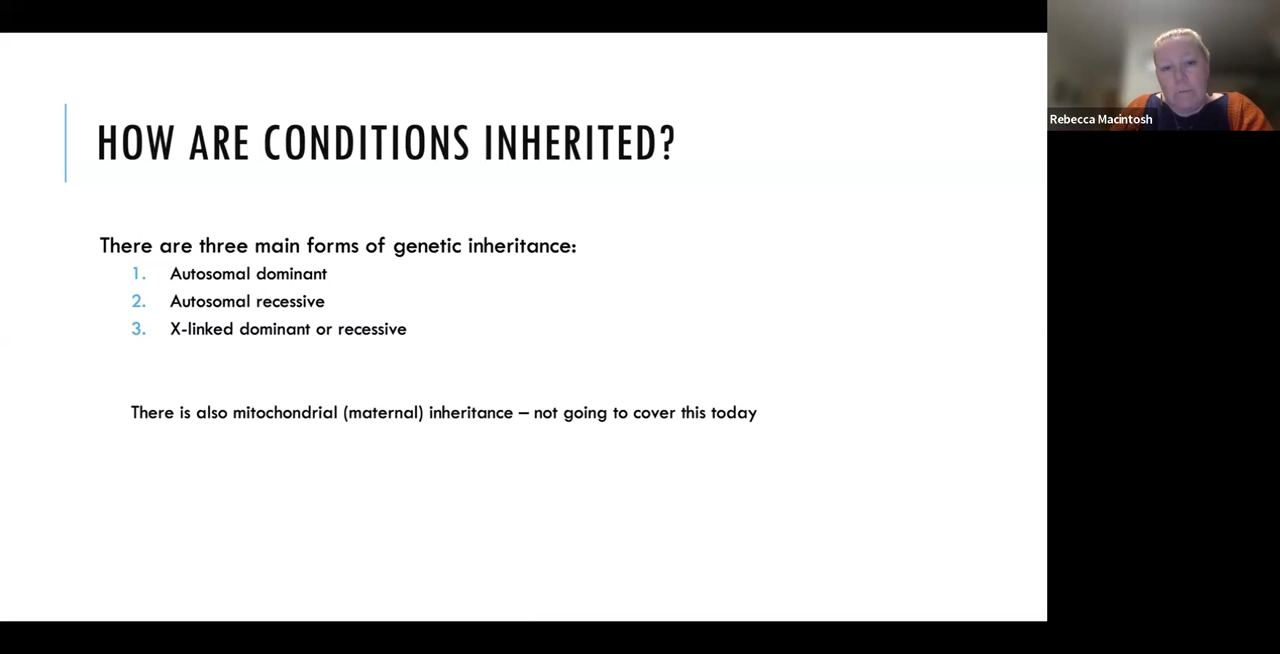 HOW ARE CONDITIONS INHERITED?
There are three main forms of genetic inheritance:
1. Autosomal dominant
2. Autosomal recessive
3. X-linked dominant or recessive
There is also mitochondrial (maternal) inheritance – not going to cover this today
Rebecca Macintosh